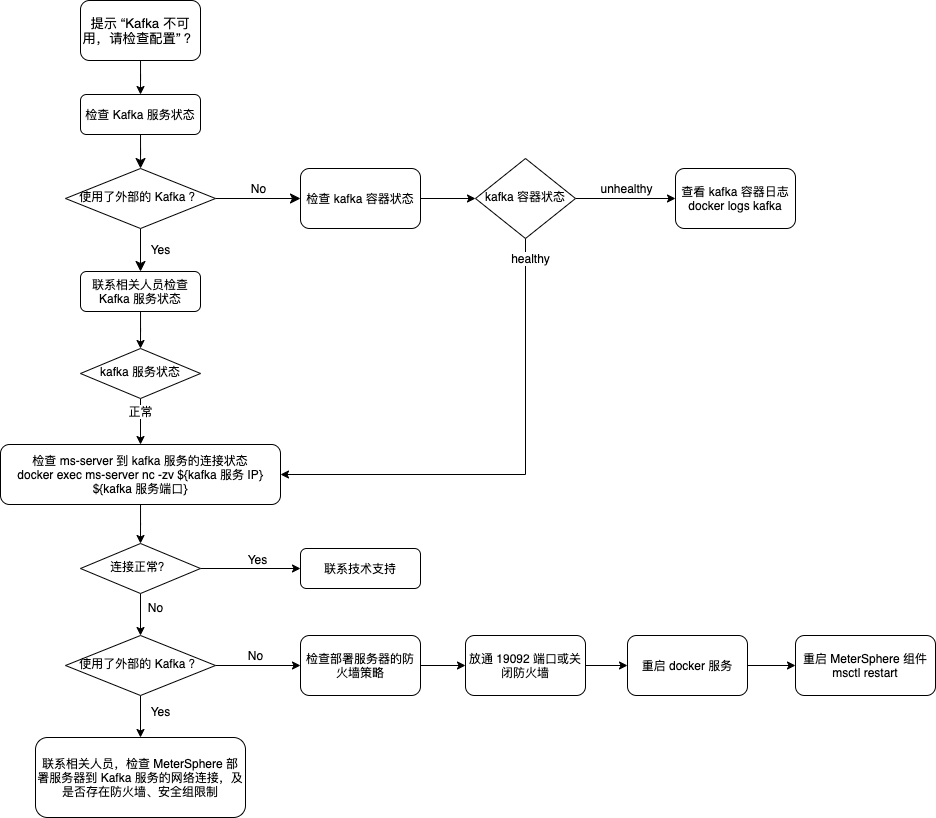 提示 “Kafka 不可
用，请检查配置” ？
检查 Kafka 服务状态
使用了外部的 Kafka ？
No
检查 kafka 容器状态
kafka 容器状态
unhealthy
查看 kafka 容器日志
docker logs kafka
Yes
healthy
联系相关人员检查
Kafka 服务状态
kafka 服务状态
正常
检查 ms-server 到 kafka 服务的连接状态
docker exec ms-server nc -zv ${kafka 服务 IP}
${kafka 服务端口}
连接正常?
Yes
联系技术支持
No
使用了外部的 Kafka ？
No
检查部署服务器的防
火墙策略
放通 19092 端口或关
闭防火墙
重启 docker 服务
重启 MeterSphere 组件
msctl restart
Yes
联系相关人员，检查 MeterSphere 部
署服务器到 Kafka 服务的网络连接，及
是否存在防火墙、安全组限制